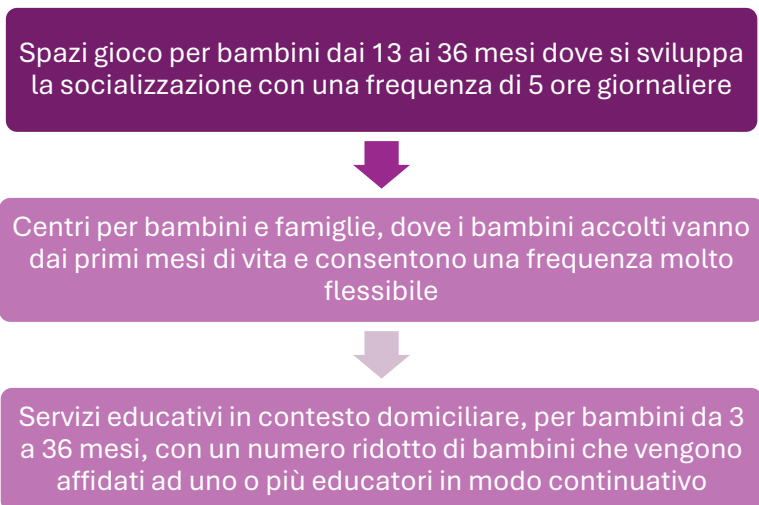 Spazi gioco per bambini dai 13 ai 36 mesi dove si sviluppa
la socializzazione con una frequenza di 5 ore giornaliere
Centri per bambini e famiglie, dove i bambini accolti vanno
dai primi mesi di vita e consentono una frequenza molto
flessibile
Servizi educativi in contesto domiciliare, per bambini da 3
a 36 mesi, con un numero ridotto di bambini che vengono
affidati ad uno o più educatori in modo continuativo